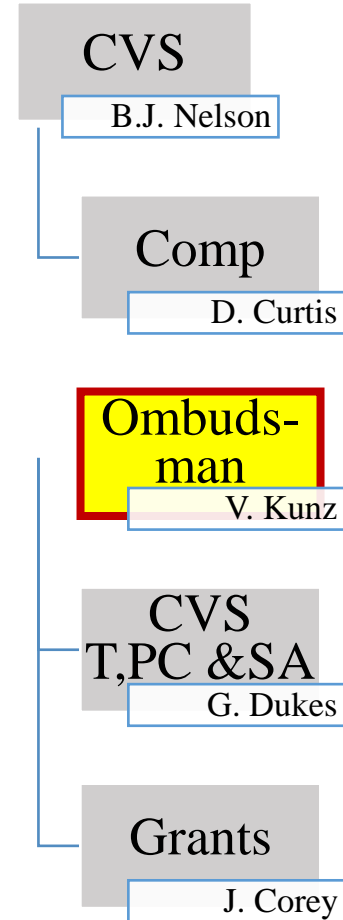 CVS
B.J. Nelson
Comp
D. Curtis
Ombuds-
man
V. Kunz
CVS
T,PC &SA
G. Dukes
Grants
J. Corey